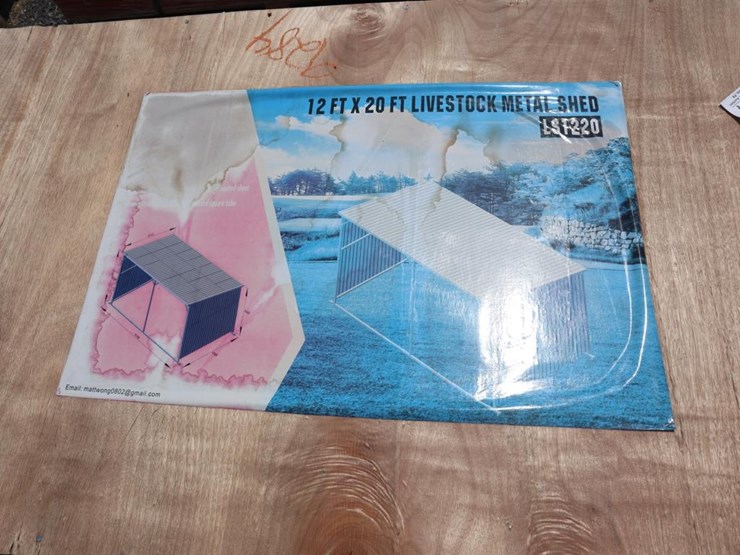 12 FT X 20 FT LIVESTOCK METAL SHED
LST220
Email: mattwong0802@gmail.com